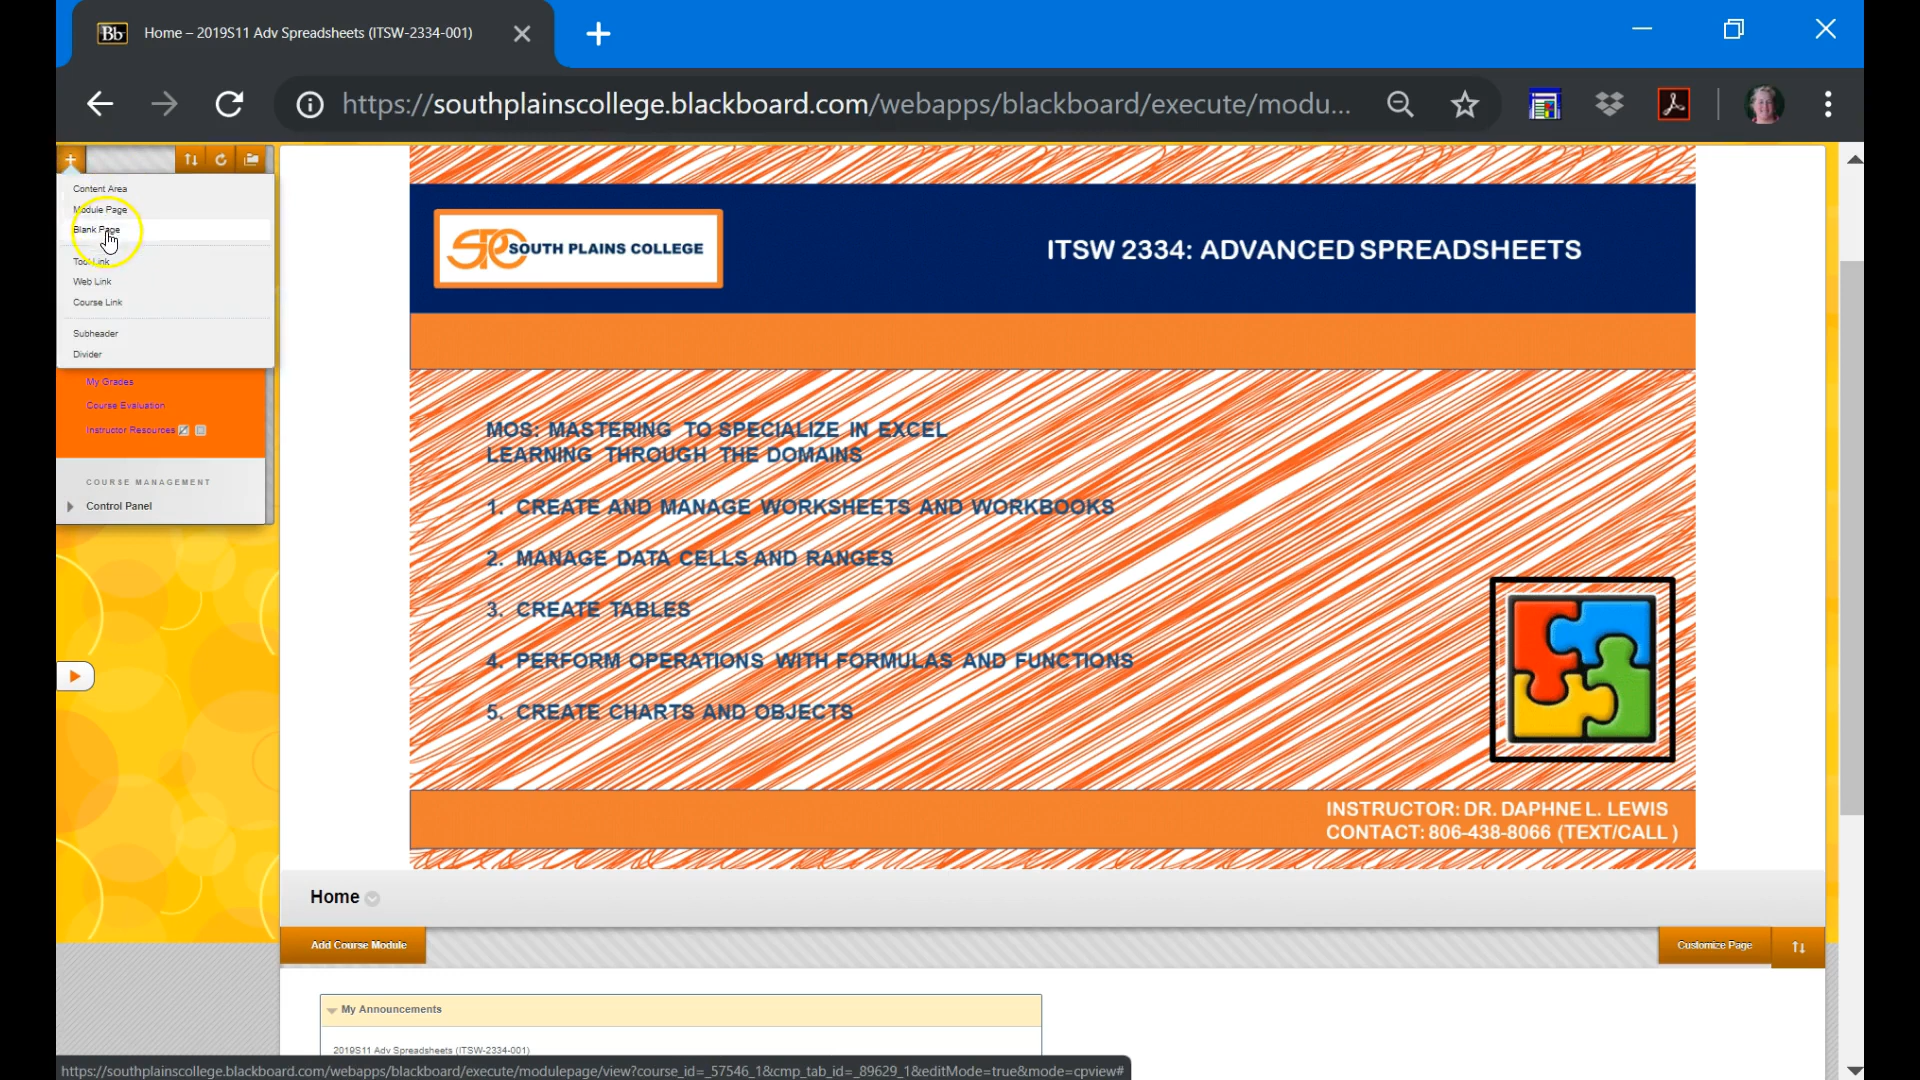 Bb Home – 2019S11 Adv Spreadsheets (ITSW-2334-001)
https://southplainscollege.blackboard.com/webapps/blackboard/execute/modu...
Content Area
Module Page
Blank Page
Tool Link
Web Link
Course Link
Subheader
Divider
My Grades
Course Evaluation
Instructor Resources
COURSE MANAGEMENT
Control Panel
SPC SOUTH PLAINS COLLEGE
ITSW 2334: ADVANCED SPREADSHEETS
MOS: MASTERING TO SPECIALIZE IN EXCEL
LEARNING THROUGH THE DOMAINS
1. CREATE AND MANAGE WORKSHEETS AND WORKBOOKS
2. MANAGE DATA CELLS AND RANGES
3. CREATE TABLES
4. PERFORM OPERATIONS WITH FORMULAS AND FUNCTIONS
5. CREATE CHARTS AND OBJECTS
INSTRUCTOR: DR. DAPHNE L. LEWIS
CONTACT: 806-438-8066 (TEXT/CALL )
Home
Add Course Module
Customize Page
My Announcements
2019S11 Adv Spreadsheets (ITSW-2334-001)
https://southplainscollege.blackboard.com/webapps/blackboard/execute/modulepage/view?course_id=_57546_1&cmp_tab_id=_89629_1&editMode=true&mode=cpview#